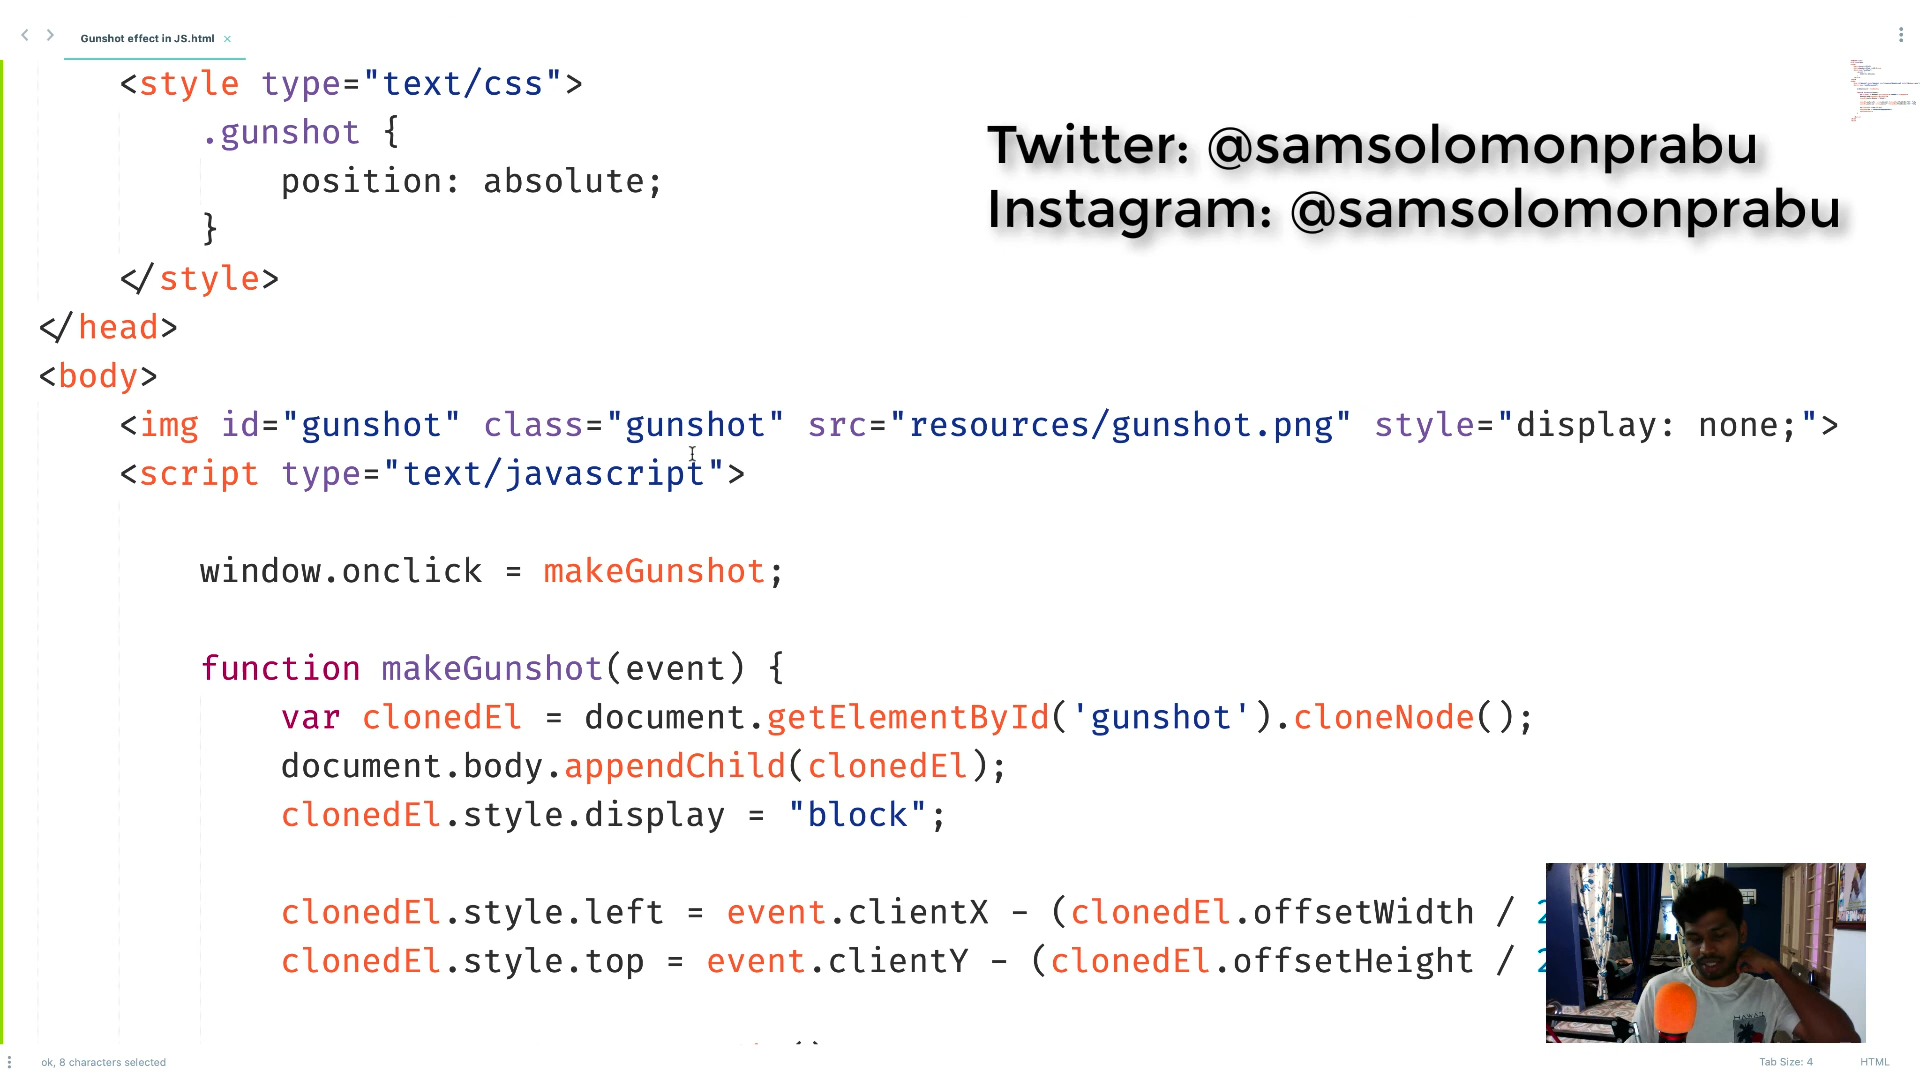 Gunshot effect in JS.html
<style type="text/css">
.gunshot {
position: absolute;
}
</style>
</head>
<body>
<img id="gunshot" class="gunshot" src="resources/gunshot.png" style="display: none;">
<script type="text/javascript">
window.onclick = makeGunshot;
function makeGunshot(event) {
var clonedEl = document.getElementById('gunshot').cloneNode();
document.body.appendChild(clonedEl);
clonedEl.style.display = "block";
clonedEl.style.left = event.clientX - (clonedEl.offsetWidth / 2
clonedEl.style.top = event.clientY - (clonedEl.offsetHeight / 2
Twitter: @samsolomonprabu
Instagram: @samsolomonprabu
ok, 8 characters selected
Tab Size: 4
HTML